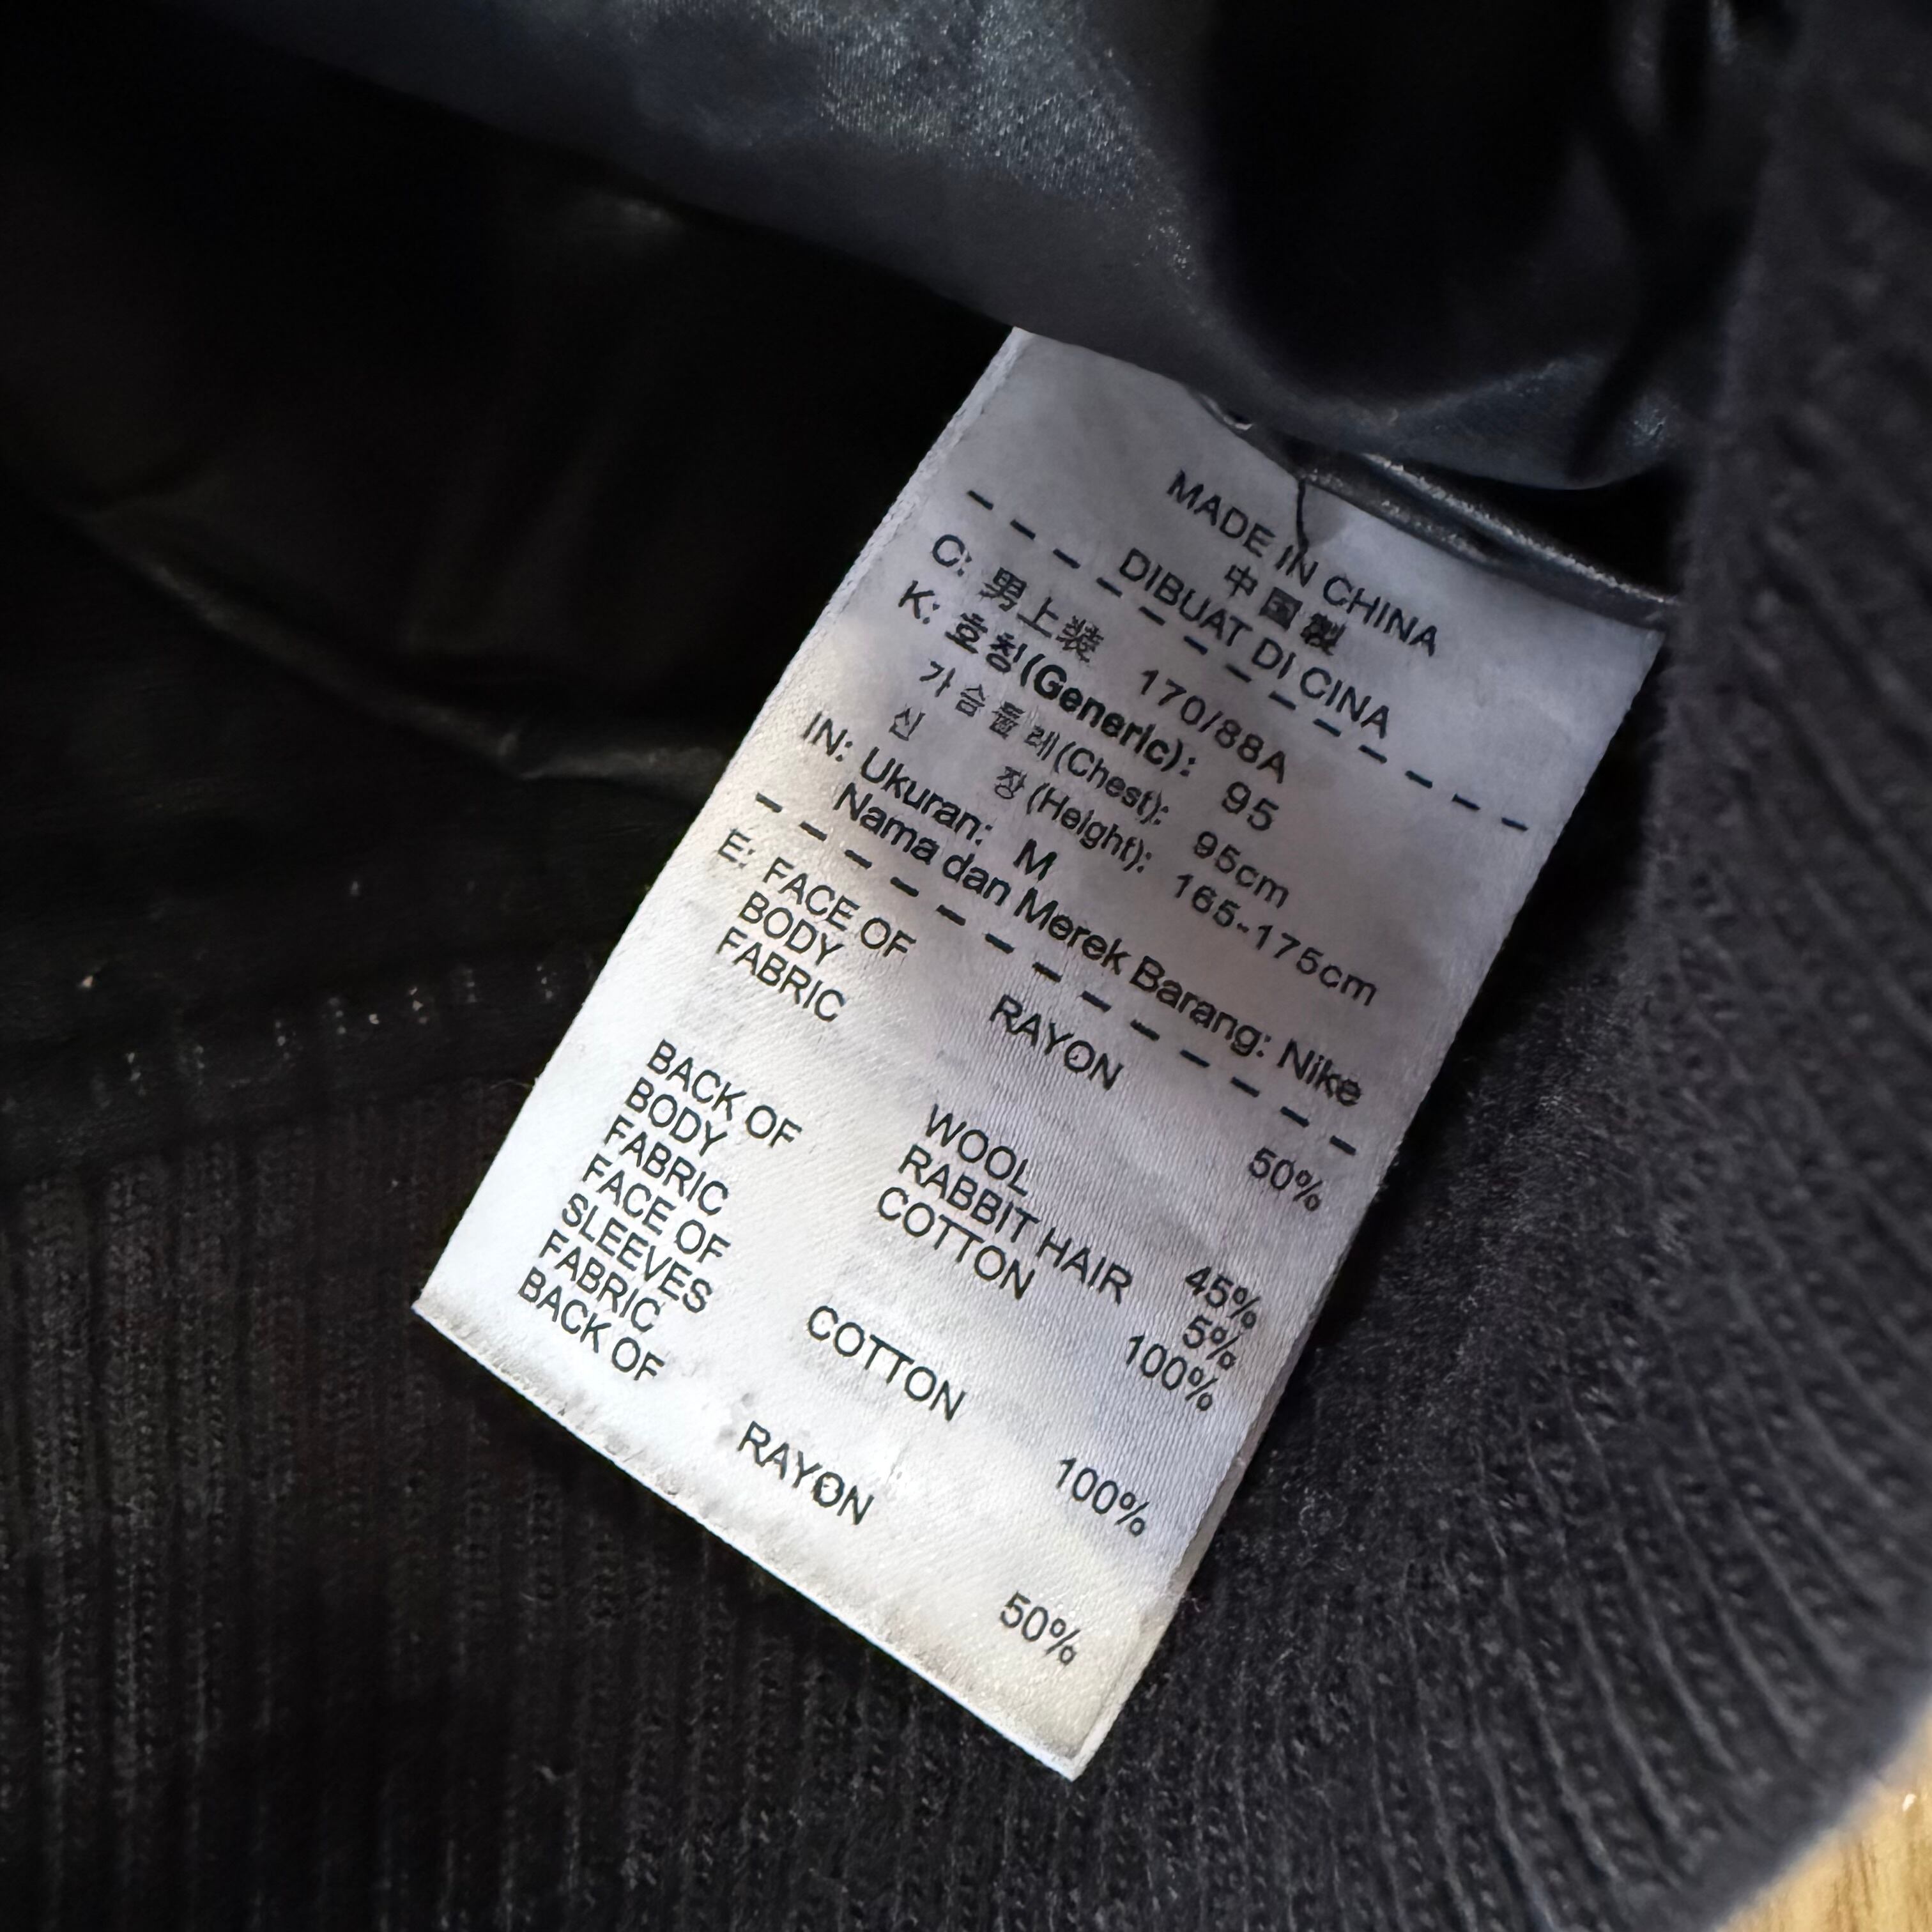 MADE IN CHINA
中国製
DIBUAT DI CINA
C: 男上装 170/88A
K: 호칭(Generic): 95
가슴둘레(Chest): 95cm
신 장(Height): 165~175cm
IN: Ukuran: M
Nama dan Merek Barang: Nike
E: FACE OF
BODY
FABRIC RAYON 50%
WOOL 45%
RABBIT HAIR 5%
BACK OF COTTON 100%
BODY
FABRIC
FACE OF COTTON 100%
SLEEVES
FABRIC
BACK OF RAYON 50%